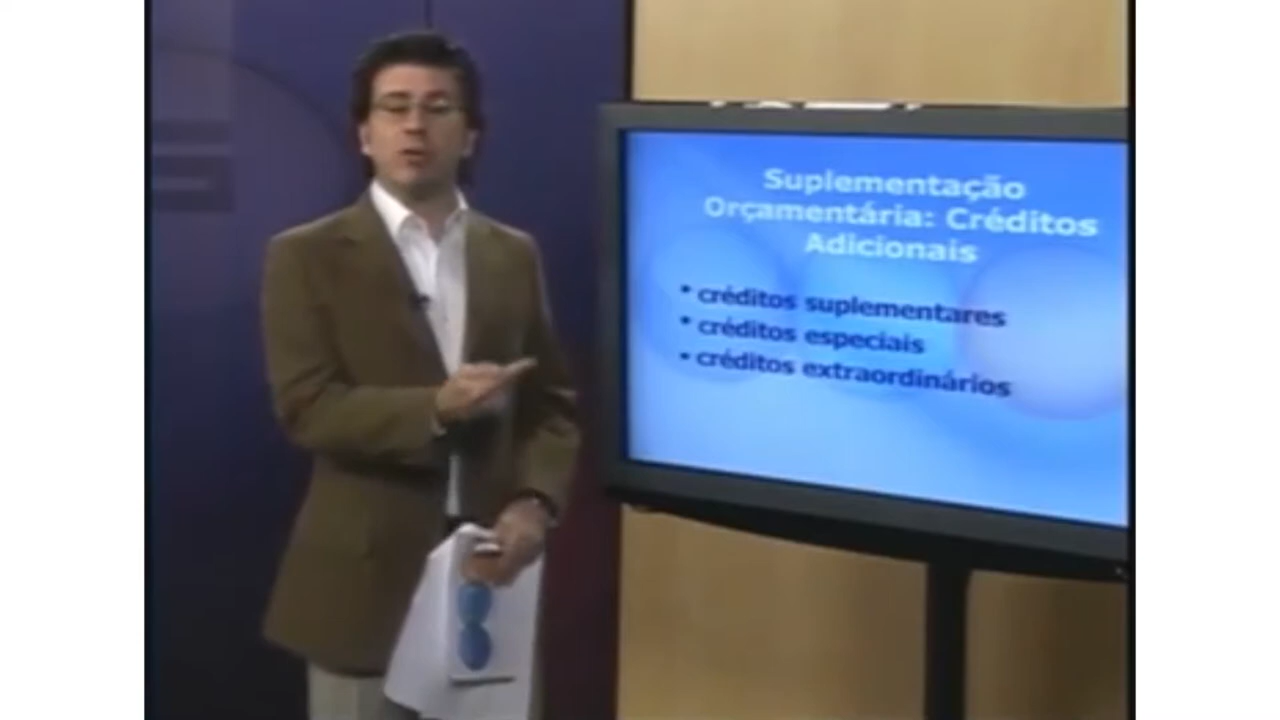 Suplementação
Orçamentária: Créditos
Adicionais
• créditos suplementares
• créditos especiais
• créditos extraordinários